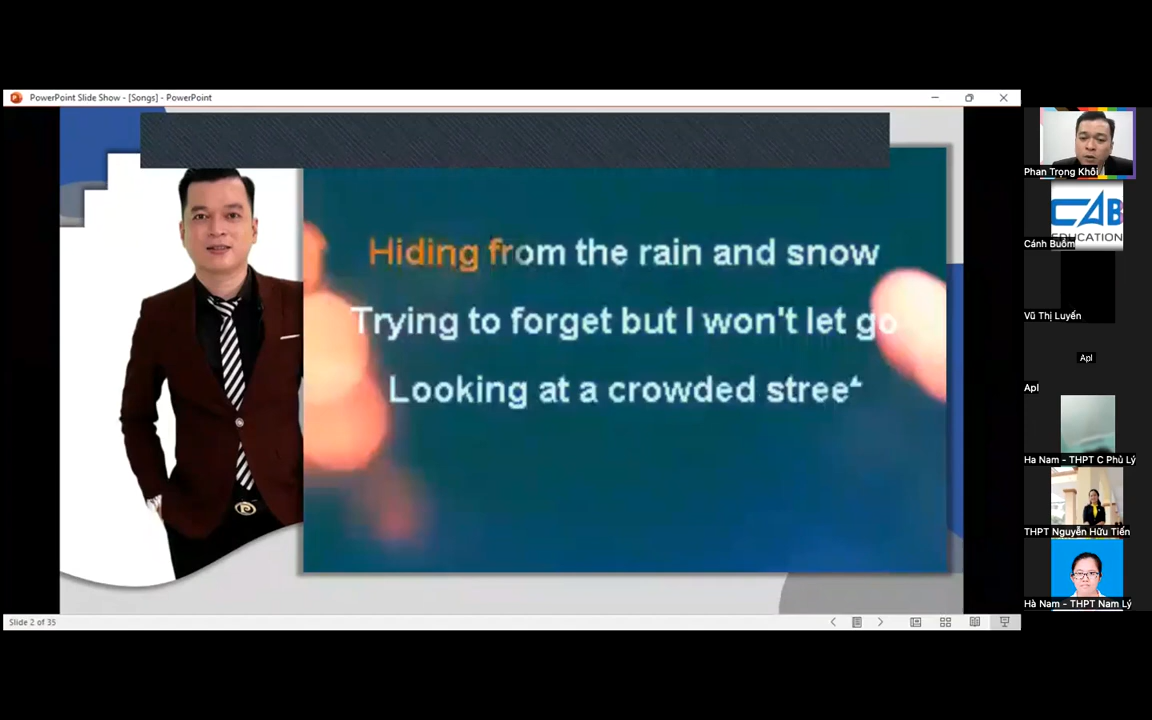 PowerPoint Slide Show - [Songs] - PowerPoint
Hiding from the rain and snow
Trying to forget but I won't let go
Looking at a crowded stree
Slide 2 of 35
Phan Trọng Khôi
CAB
EDUCATION
Cánh Buồm
Vũ Thị Luyến
Apl
Apl
Ha Nam - THPT C Phủ Lý
THPT Nguyễn Hữu Tiến
Hà Nam - THPT Nam Lý